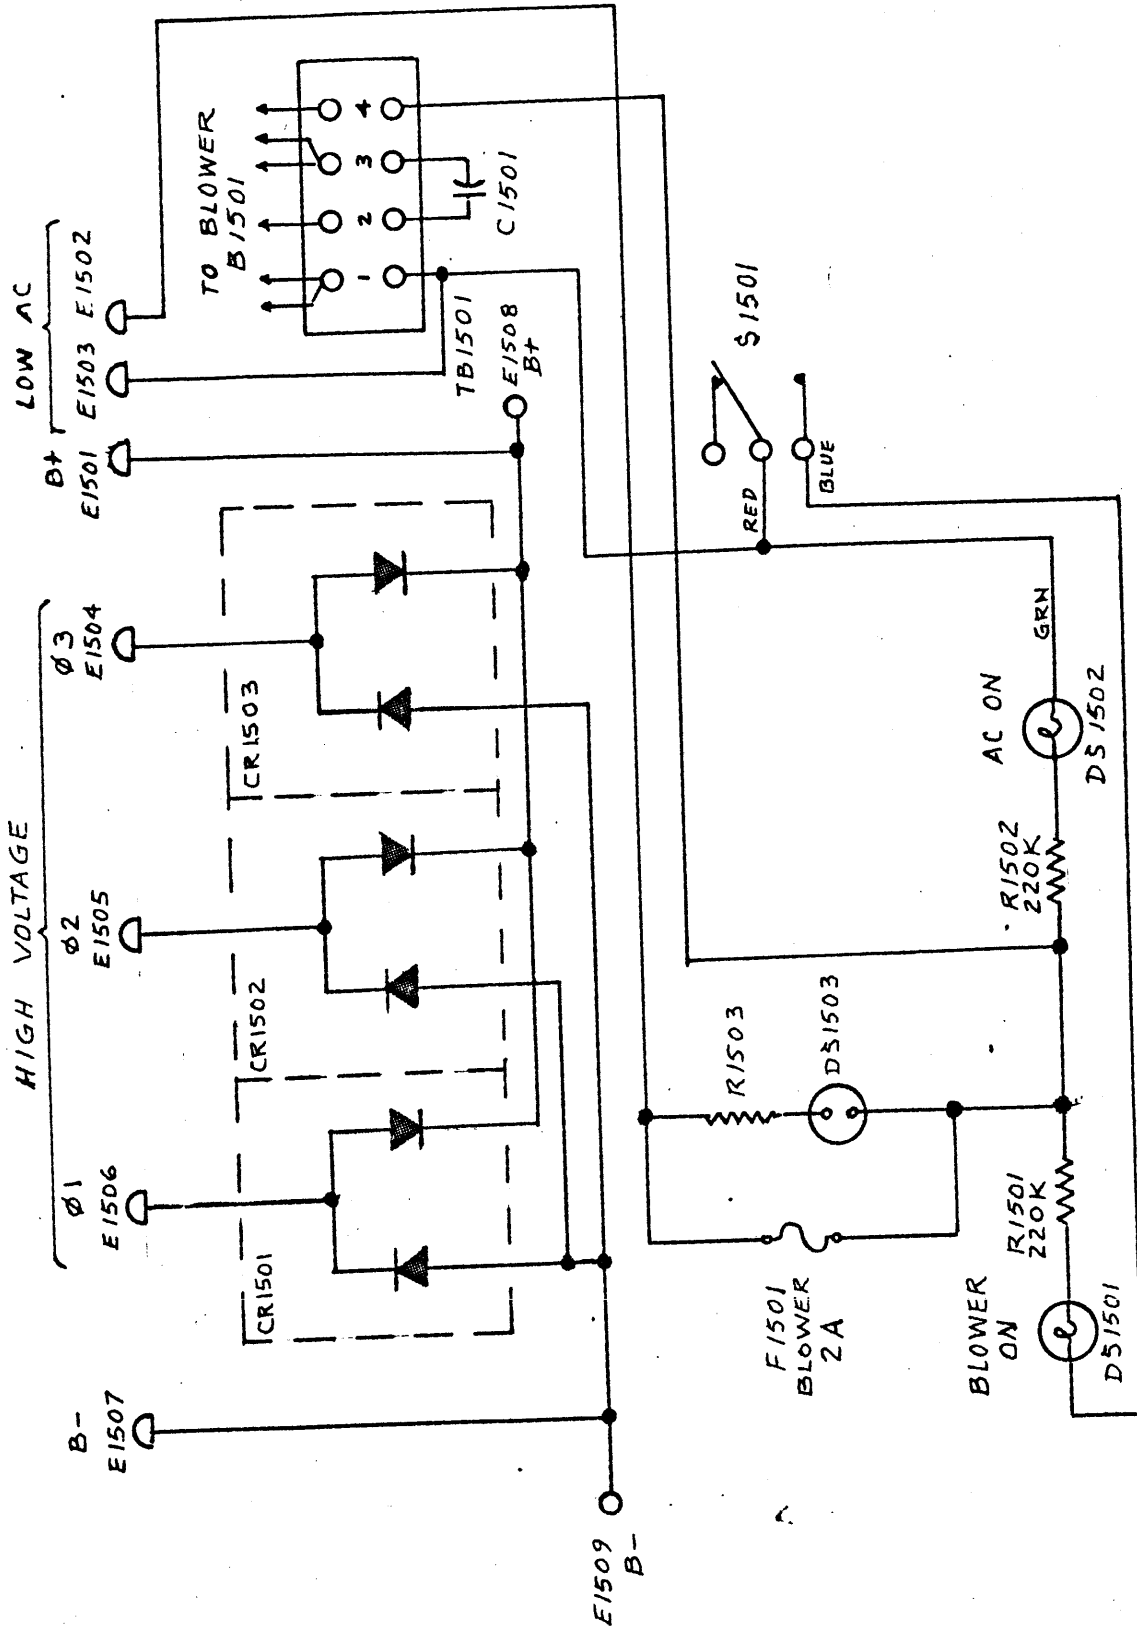 HIGH VOLTAGE
LOW AC
B-
E1507
Ø1
E1506
Ø2
E1505
Ø3
E1504
B+
E1501
E1503
E1502
TO BLOWER
B1501
1
2
3
4
TB1501
C1501
CR1501
CR1502
CR1503
E1508
B+
E1509
B-
S1501
RED
BLUE
GRN
F1501
BLOWER
2A
R1503
DS1503
BLOWER
ON
R1501
220K
DS1501
R1502
220K
AC ON
DS1502